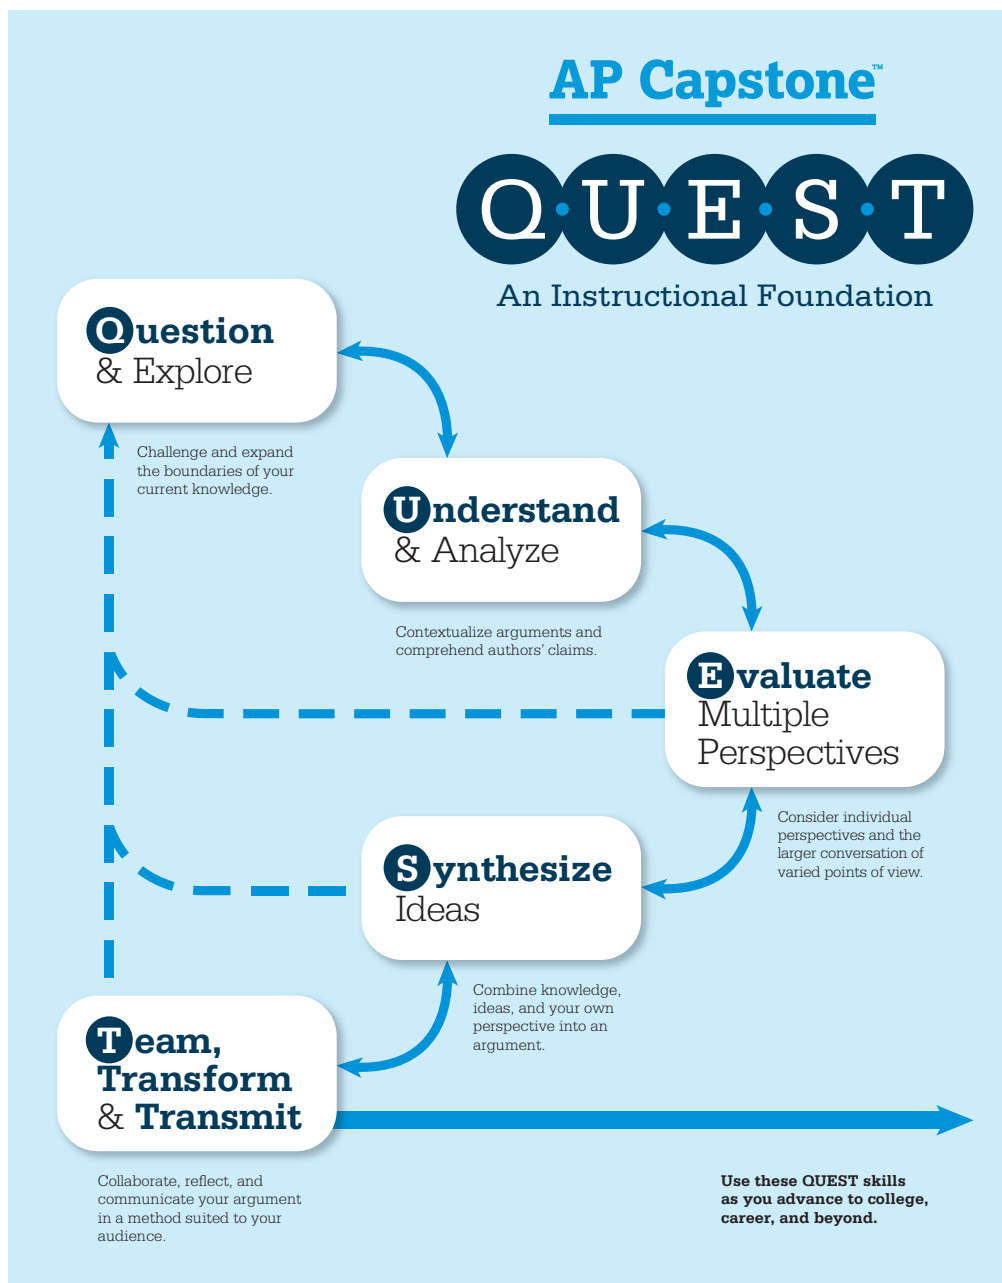 AP Capstone™
Q·U·E·S·T
An Instructional Foundation
Question
& Explore
Challenge and expand
the boundaries of your
current knowledge.
Understand
& Analyze
Contextualize arguments and
comprehend authors’ claims.
Evaluate
Multiple
Perspectives
Consider individual
perspectives and the
larger conversation of
varied points of view.
Synthesize
Ideas
Combine knowledge,
ideas, and your own
perspective into an
argument.
Team,
Transform
& Transmit
Collaborate, reflect, and
communicate your argument
in a method suited to your
audience.
Use these QUEST skills
as you advance to college,
career, and beyond.